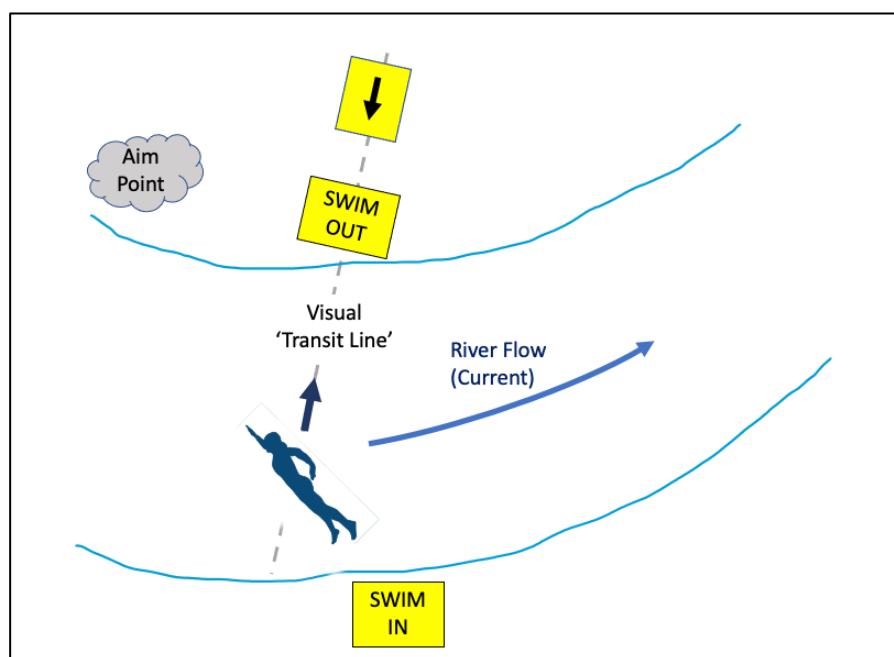 Aim
Point
SWIM
OUT
Visual
‘Transit Line’
River Flow
(Current)
SWIM
IN